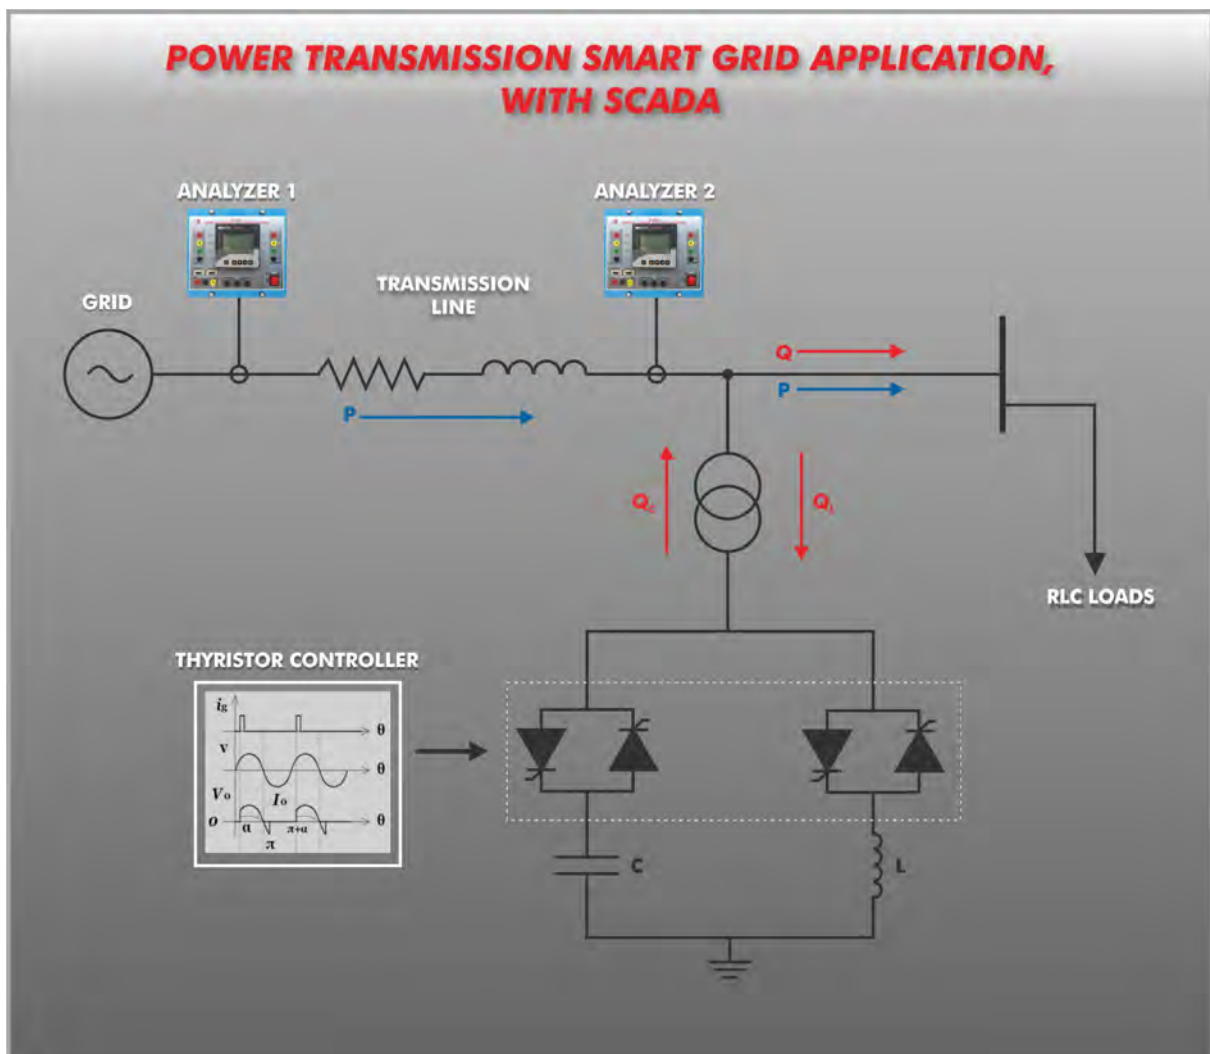 POWER TRANSMISSION SMART GRID APPLICATION,
WITH SCADA
ANALYZER 1
ANALYZER 2
TRANSMISSION
LINE
GRID
Q
P
P
Qc
QL
RLC LOADS
THYRISTOR CONTROLLER
ig
θ
v
θ
Vo
Io
o
α
π+α
θ
π
C
L